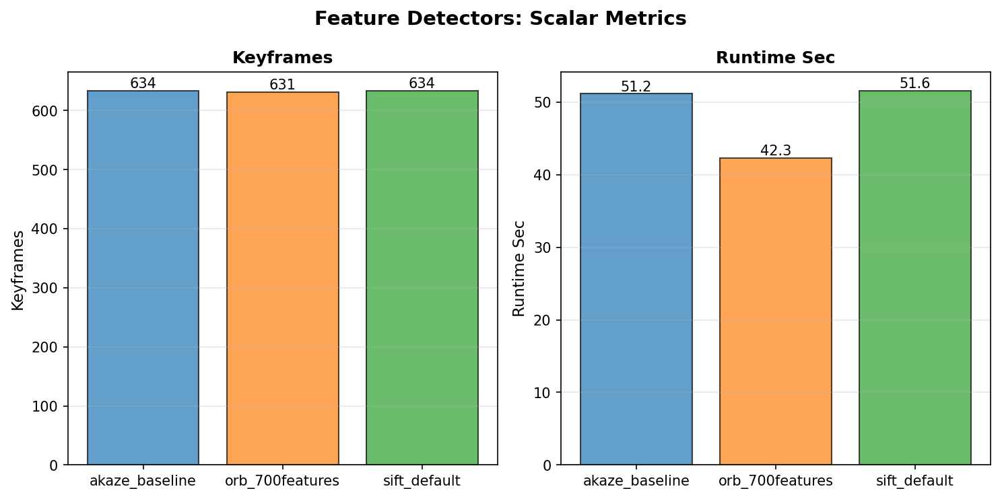 Feature Detectors: Scalar Metrics
Keyframes
634
631
634
600
500
400
300
200
100
0
Keyframes
akaze_baseline
orb_700features
sift_default
Runtime Sec
51.2
42.3
51.6
50
40
30
20
10
0
Runtime Sec
akaze_baseline
orb_700features
sift_default